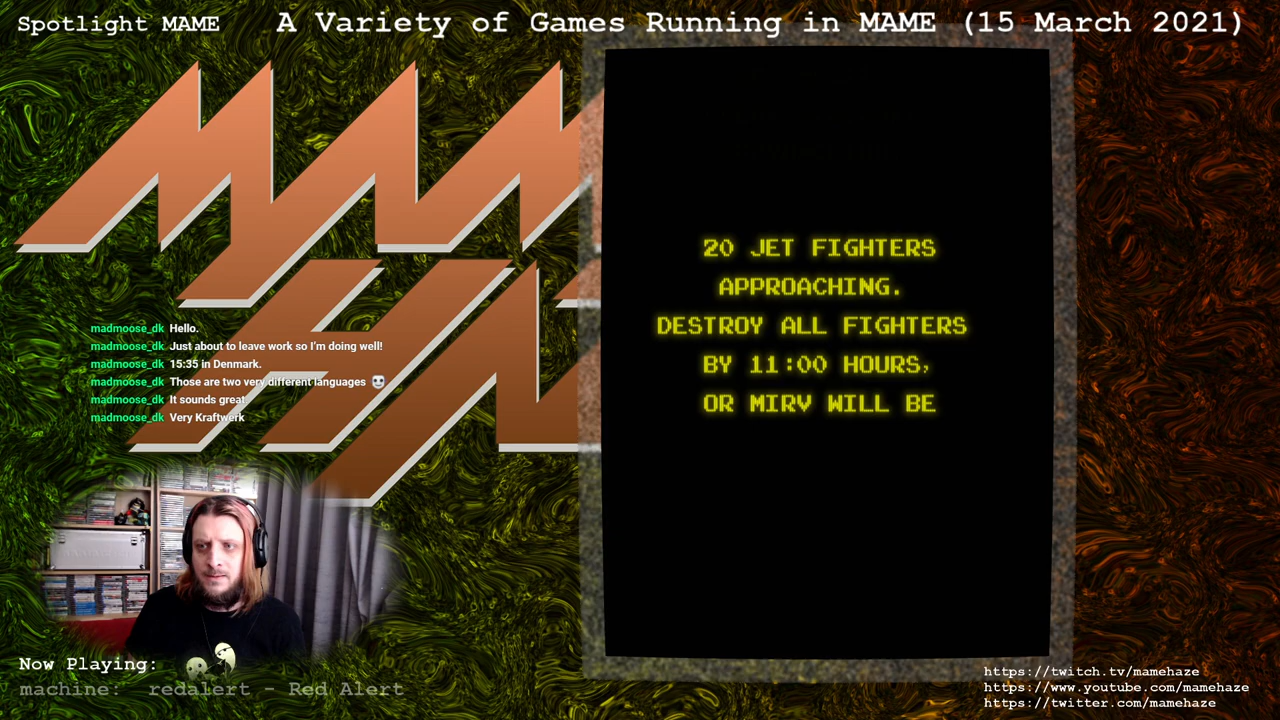 Spotlight MAME
A Variety of Games Running in MAME (15 March 2021)
madmoose_dk Hello.
madmoose_dk Just about to leave work so I'm doing well!
madmoose_dk 15:35 in Denmark.
madmoose_dk Those are two very different languages
madmoose_dk It sounds great
madmoose_dk Very Kraftwerk
20 JET FIGHTERS
APPROACHING.
DESTROY ALL FIGHTERS
BY 11:00 HOURS,
OR MIRV WILL BE
Now Playing:
machine: redalert - Red Alert
https://twitch.tv/mamehaze
https://www.youtube.com/mamehaze
https://twitter.com/mamehaze